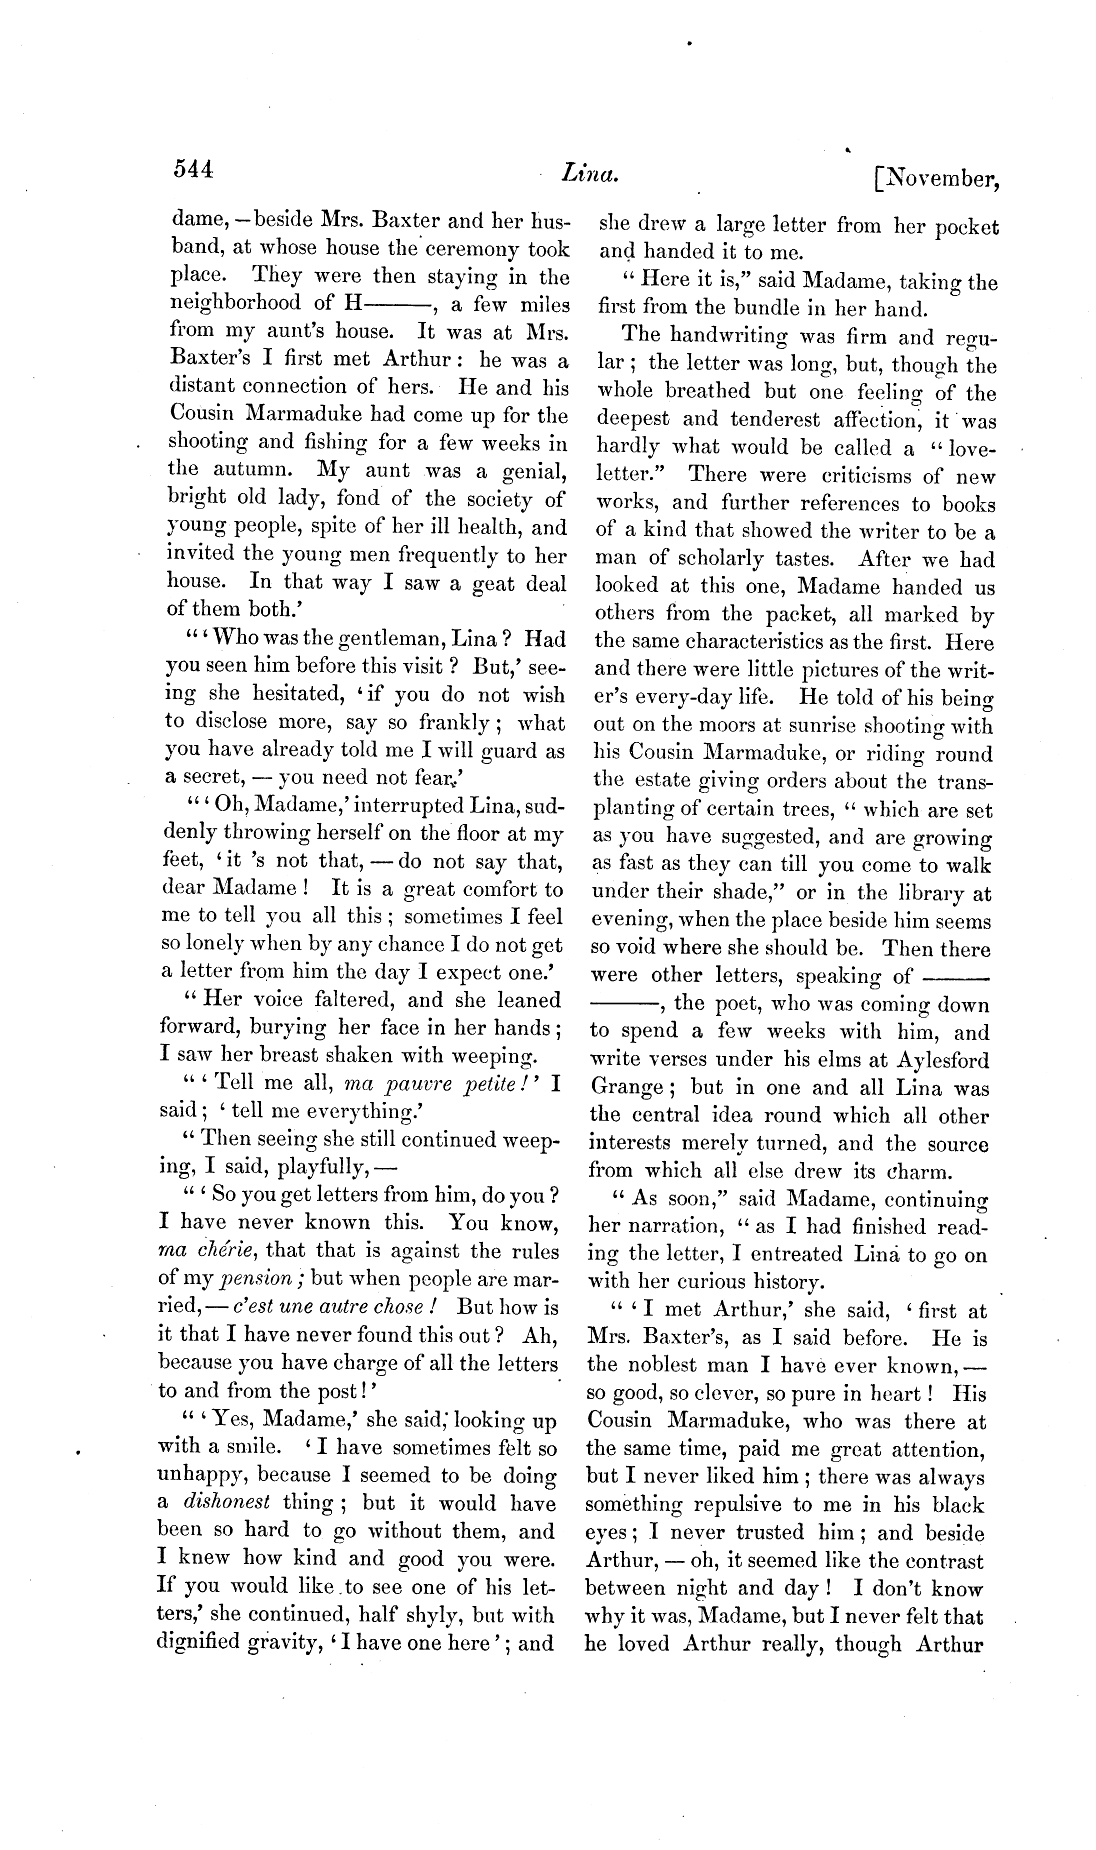 544
Lina.
[November,
dame, —beside Mrs. Baxter and her hus-
band, at whose house the ceremony took
place. They were then staying in the
neighborhood of H———, a few miles
from my aunt's house. It was at Mrs.
Baxter's I first met Arthur: he was a
distant connection of hers. He and his
Cousin Marmaduke had come up for the
shooting and fishing for a few weeks in
the autumn. My aunt was a genial,
bright old lady, fond of the society of
young people, spite of her ill health, and
invited the young men frequently to her
house. In that way I saw a geat deal
of them both.'
"'Who was the gentleman, Lina? Had
you seen him before this visit? But,' see-
ing she hesitated, 'if you do not wish
to disclose more, say so frankly; what
you have already told me I will guard as
a secret, — you need not fear.'
"'Oh, Madame,' interrupted Lina, sud-
denly throwing herself on the floor at my
feet, 'it 's not that, — do not say that,
dear Madame! It is a great comfort to
me to tell you all this; sometimes I feel
so lonely when by any chance I do not get
a letter from him the day I expect one.'
"Her voice faltered, and she leaned
forward, burying her face in her hands;
I saw her breast shaken with weeping.
"'Tell me all, ma pauvre petite!' I
said; 'tell me everything.'
"Then seeing she still continued weep-
ing, I said, playfully, —
"'So you get letters from him, do you?
I have never known this. You know,
ma chérie, that that is against the rules
of my pension; but when people are mar-
ried, — c'est une autre chose! But how is
it that I have never found this out? Ah,
because you have charge of all the letters
to and from the post!'
"'Yes, Madame,' she said, looking up
with a smile. 'I have sometimes felt so
unhappy, because I seemed to be doing
a dishonest thing; but it would have
been so hard to go without them, and
I knew how kind and good you were.
If you would like to see one of his let-
ters,' she continued, half shyly, but with
dignified gravity, 'I have one here'; and
she drew a large letter from her pocket
and handed it to me.
"Here it is," said Madame, taking the
first from the bundle in her hand.
The handwriting was firm and regu-
lar; the letter was long, but, though the
whole breathed but one feeling of the
deepest and tenderest affection, it was
hardly what would be called a "love-
letter." There were criticisms of new
works, and further references to books
of a kind that showed the writer to be a
man of scholarly tastes. After we had
looked at this one, Madame handed us
others from the packet, all marked by
the same characteristics as the first. Here
and there were little pictures of the writ-
er's every-day life. He told of his being
out on the moors at sunrise shooting with
his Cousin Marmaduke, or riding round
the estate giving orders about the trans-
planting of certain trees, "which are set
as you have suggested, and are growing
as fast as they can till you come to walk
under their shade," or in the library at
evening, when the place beside him seems
so void where she should be. Then there
were other letters, speaking of ———
———, the poet, who was coming down
to spend a few weeks with him, and
write verses under his elms at Aylesford
Grange; but in one and all Lina was
the central idea round which all other
interests merely turned, and the source
from which all else drew its charm.
"As soon," said Madame, continuing
her narration, "as I had finished read-
ing the letter, I entreated Lina to go on
with her curious history.
"'I met Arthur,' she said, 'first at
Mrs. Baxter's, as I said before. He is
the noblest man I have ever known, —
so good, so clever, so pure in heart! His
Cousin Marmaduke, who was there at
the same time, paid me great attention,
but I never liked him; there was always
something repulsive to me in his black
eyes; I never trusted him; and beside
Arthur, — oh, it seemed like the contrast
between night and day! I don't know
why it was, Madame, but I never felt that
he loved Arthur really, though Arthur